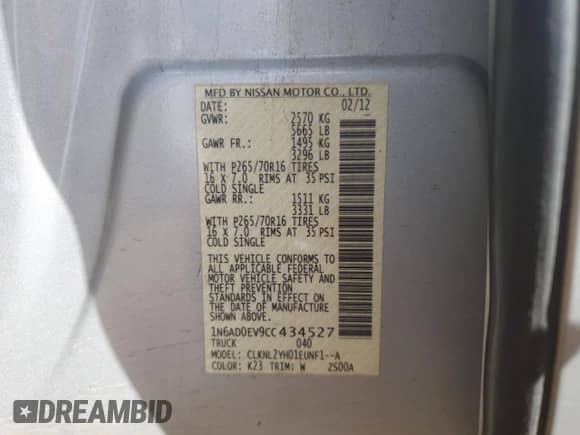 MFD BY NISSAN MOTOR CO., LTD.
DATE: 02/12
GVWR: 2570 KG
5665 LB
GAWR FR.: 1495 KG
3296 LB
WITH P265/70R16 TIRES
16 X 7.0 RIMS AT 35 PSI
COLD SINGLE
GAWR RR.: 1511 KG
3331 LB
WITH P265/70R16 TIRES
16 X 7.0 RIMS AT 35 PSI
COLD SINGLE
THIS VEHICLE CONFORMS TO
ALL APPLICABLE FEDERAL
MOTOR VEHICLE SAFETY AND
THEFT PREVENTION
STANDARDS IN EFFECT ON
THE DATE OF MANUFACTURE
SHOWN ABOVE
1N6AD0EV9CC434527
TRUCK 040
MODEL: CLKNL2YH01EUNF1--A
COLOR: K23 TRIM: W 2S00A
DREAMBID